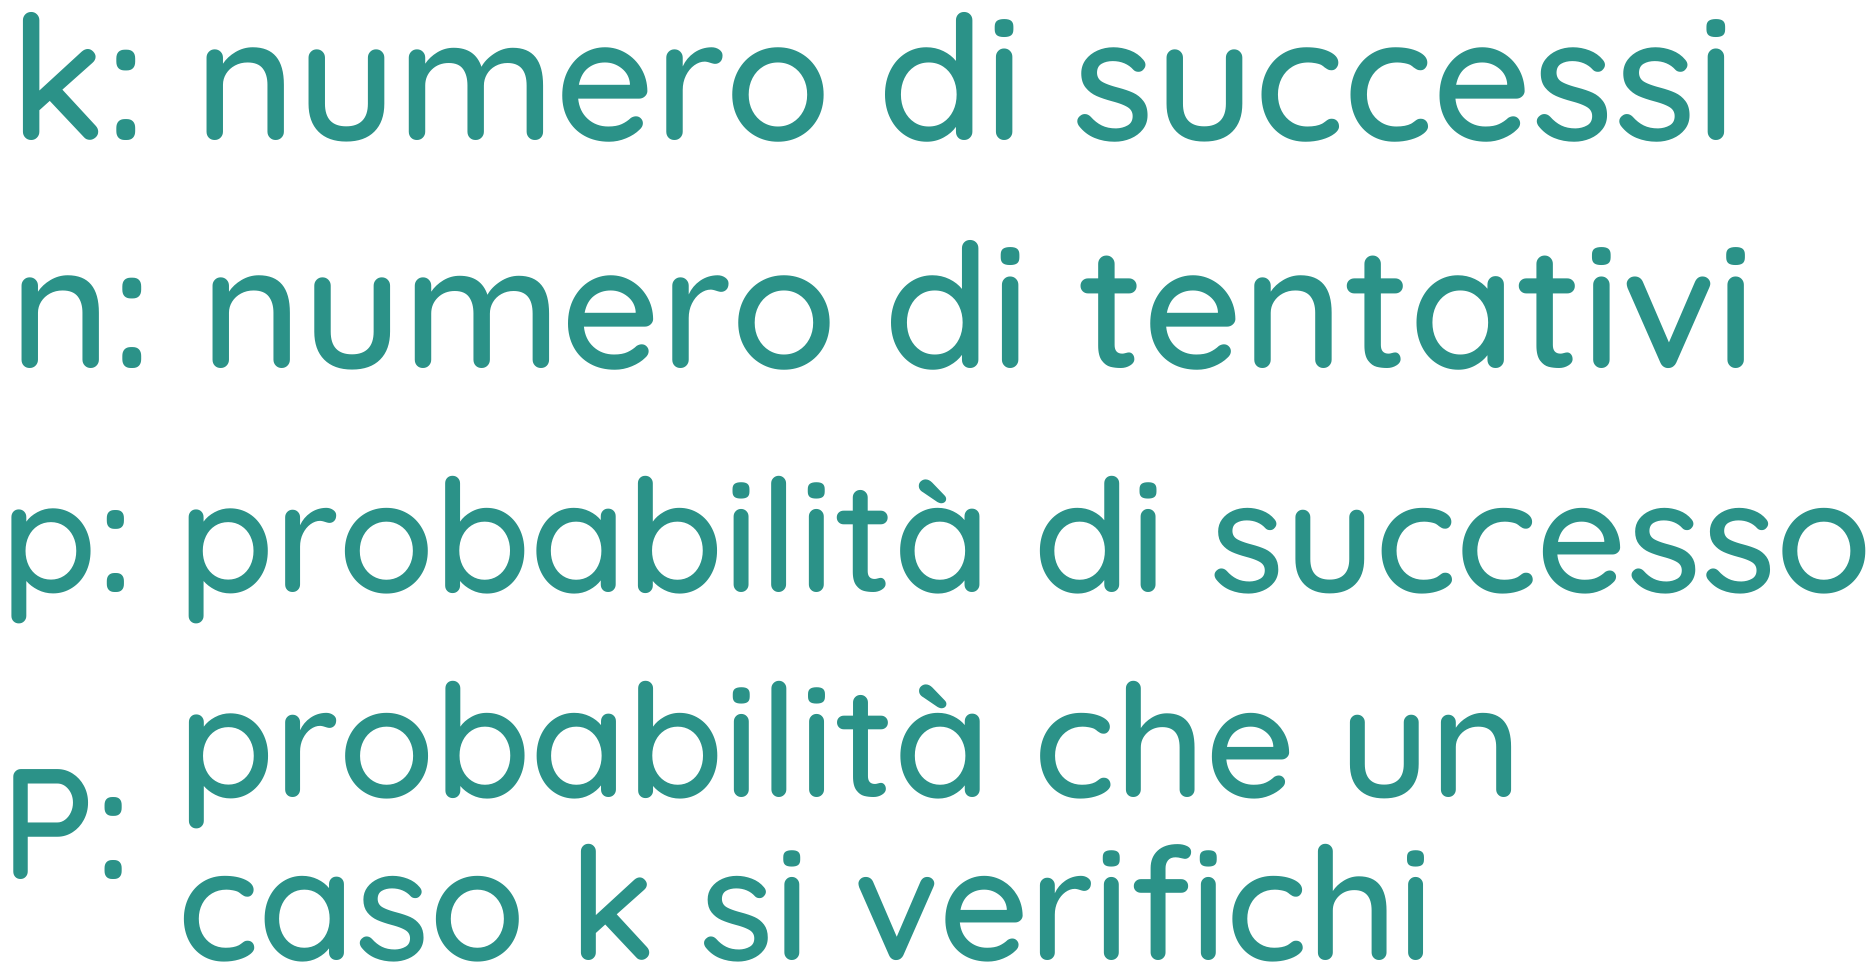 k: numero di successi
n: numero di tentativi
p: probabilità di successo
P: probabilità che un
caso k si verifichi